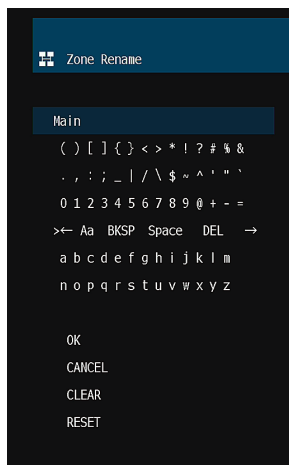 Zone Rename
Main
( ) [ ] { } < > * ! ? # % &
. , : ; _ | / \ $ ~ ^ ' " `
0 1 2 3 4 5 6 7 8 9 @ + - =
>← Aa BKSP Space DEL →
a b c d e f g h i j k l m
n o p q r s t u v w x y z
OK
CANCEL
CLEAR
RESET